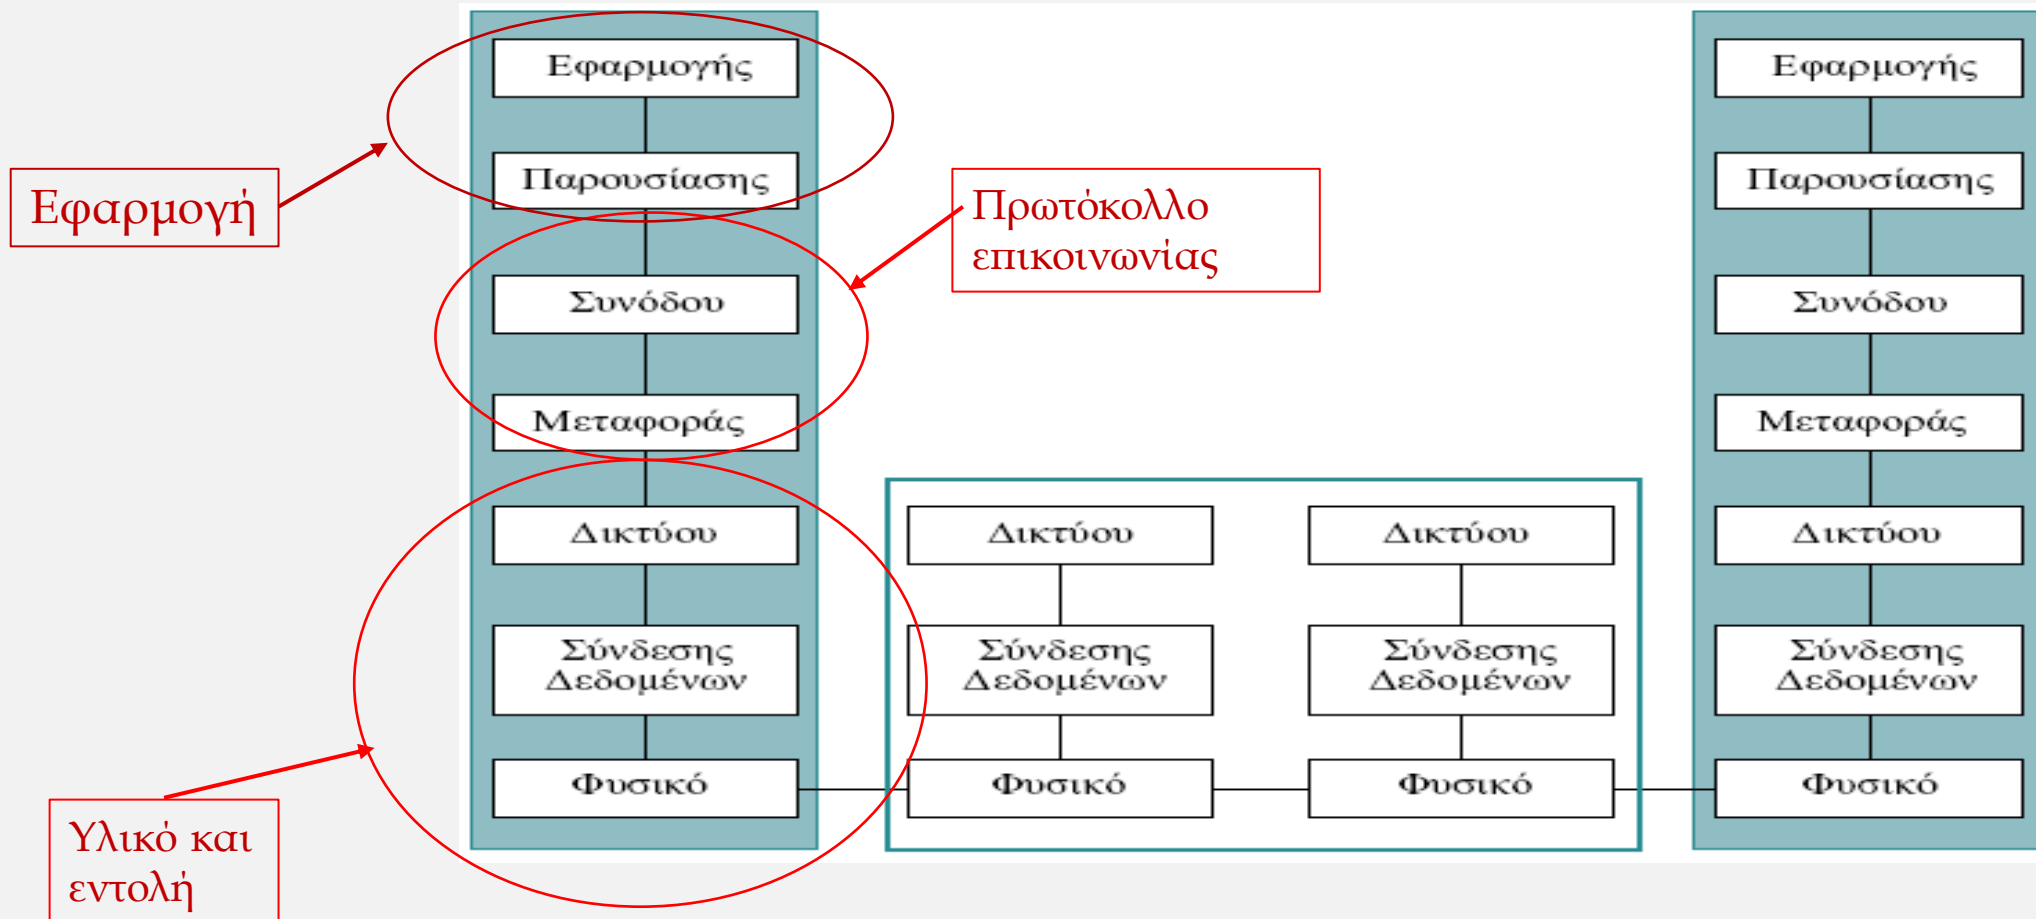 Εφαρμογής
Εφαρμογής
Παρουσίασης
Παρουσίασης
Εφαρμογή
Πρωτόκολλο
επικοινωνίας
Συνόδου
Συνόδου
Μεταφοράς
Μεταφοράς
Δικτύου
Δικτύου
Δικτύου
Δικτύου
Σύνδεσης
Δεδομένων
Σύνδεσης
Δεδομένων
Σύνδεσης
Δεδομένων
Σύνδεσης
Δεδομένων
Φυσικό
Φυσικό
Φυσικό
Φυσικό
Υλικό και
εντολή